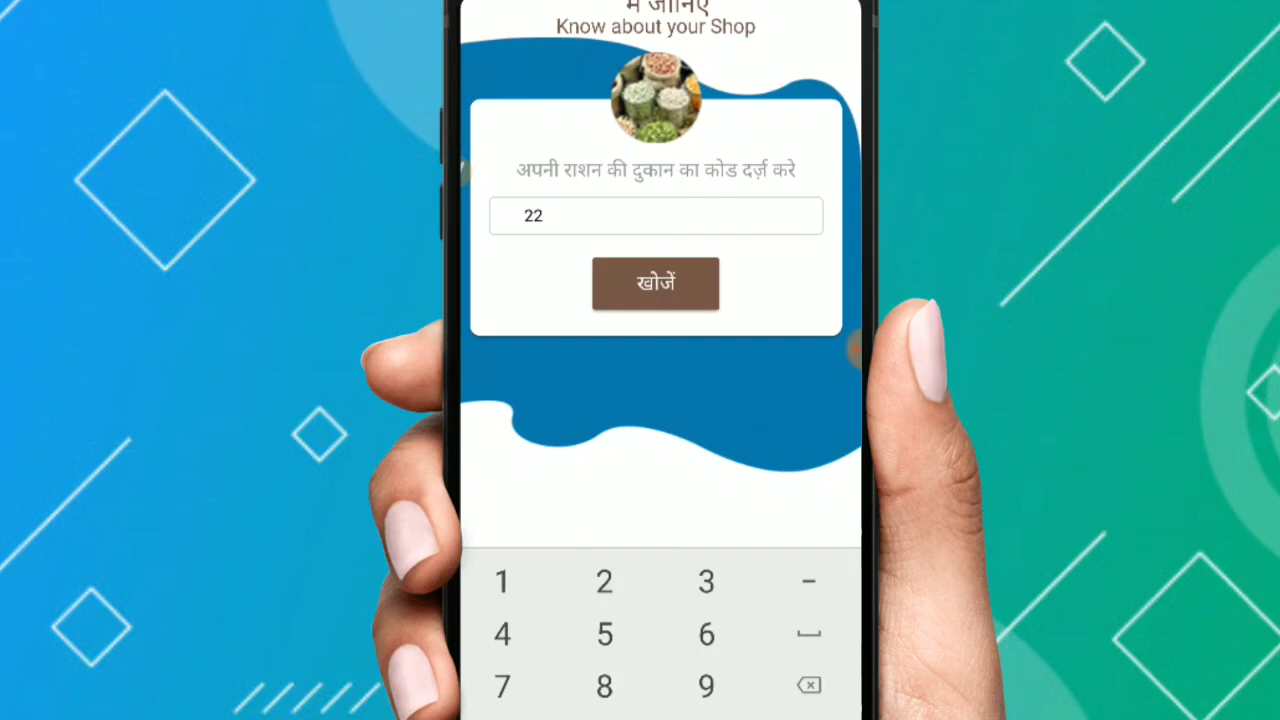 में जानिए
Know about your Shop
अपनी राशन की दुकान का कोड दर्ज़ करे
22
खोजें
1 2 3 -
4 5 6
7 8 9